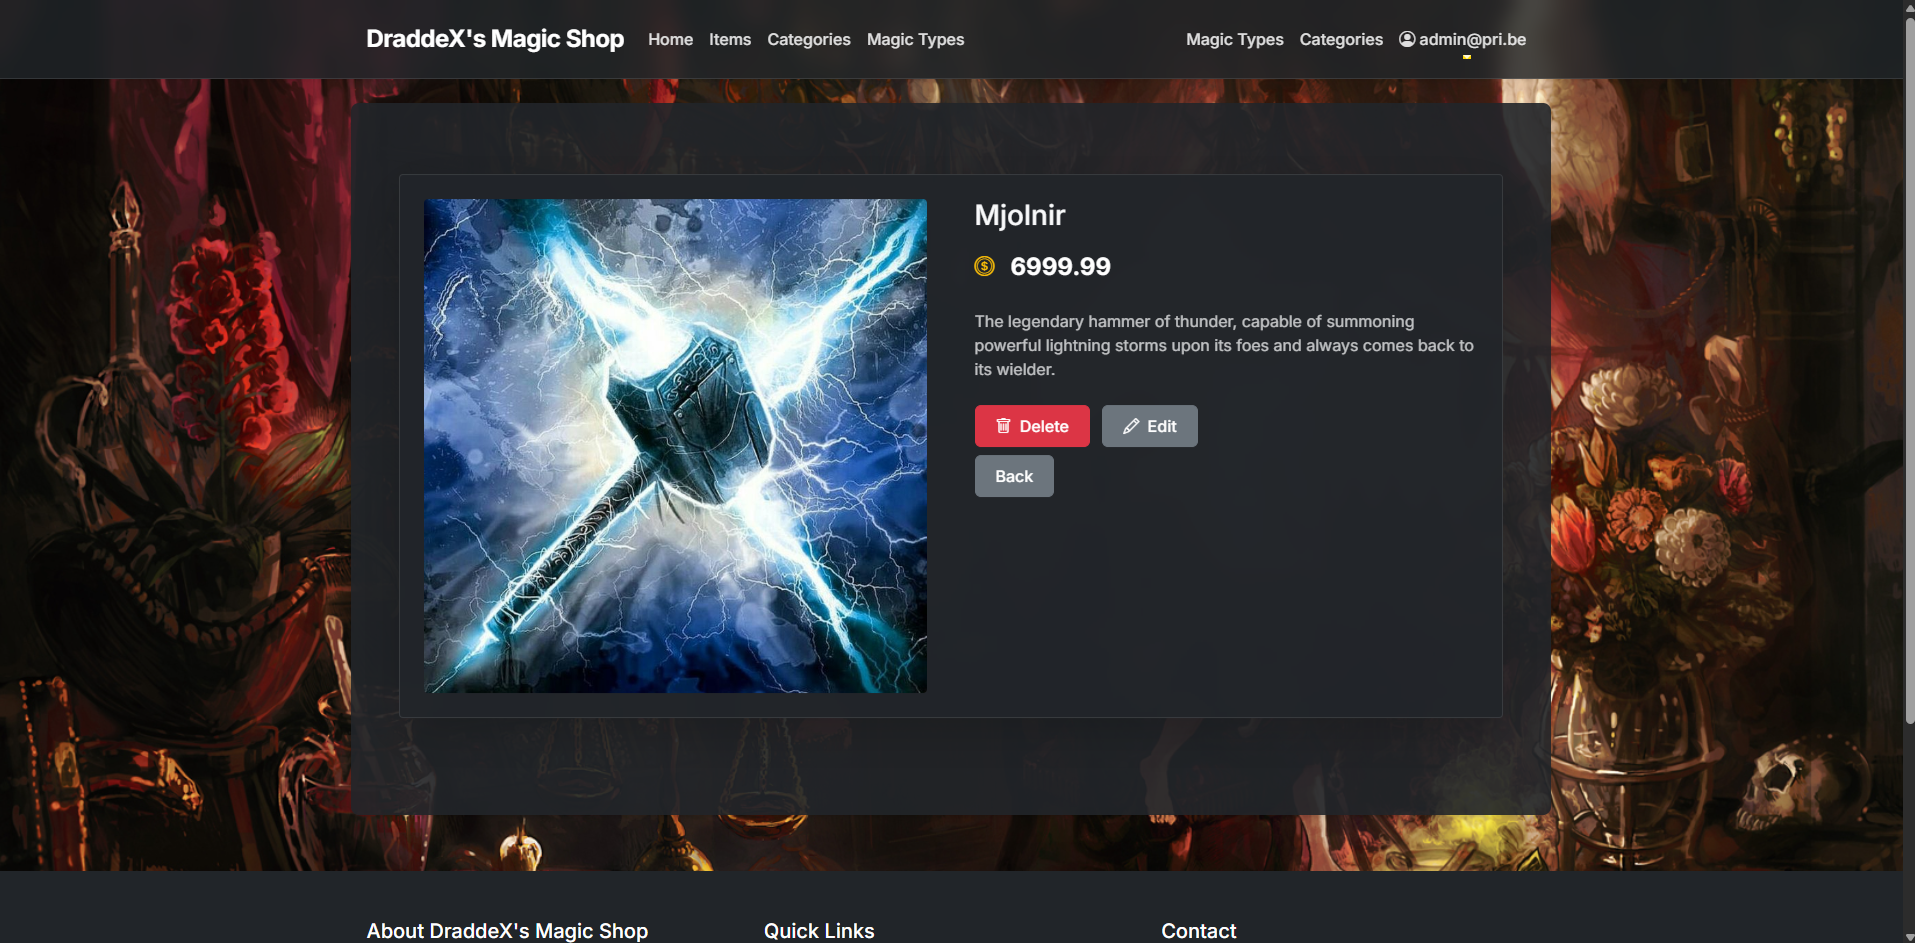 DraddeX's Magic Shop Home Items Categories Magic Types Magic Types Categories admin@pri.be
Mjolnir
6999.99
The legendary hammer of thunder, capable of summoning
powerful lightning storms upon its foes and always comes back to
its wielder.
Delete Edit
Back
About DraddeX's Magic Shop Quick Links Contact